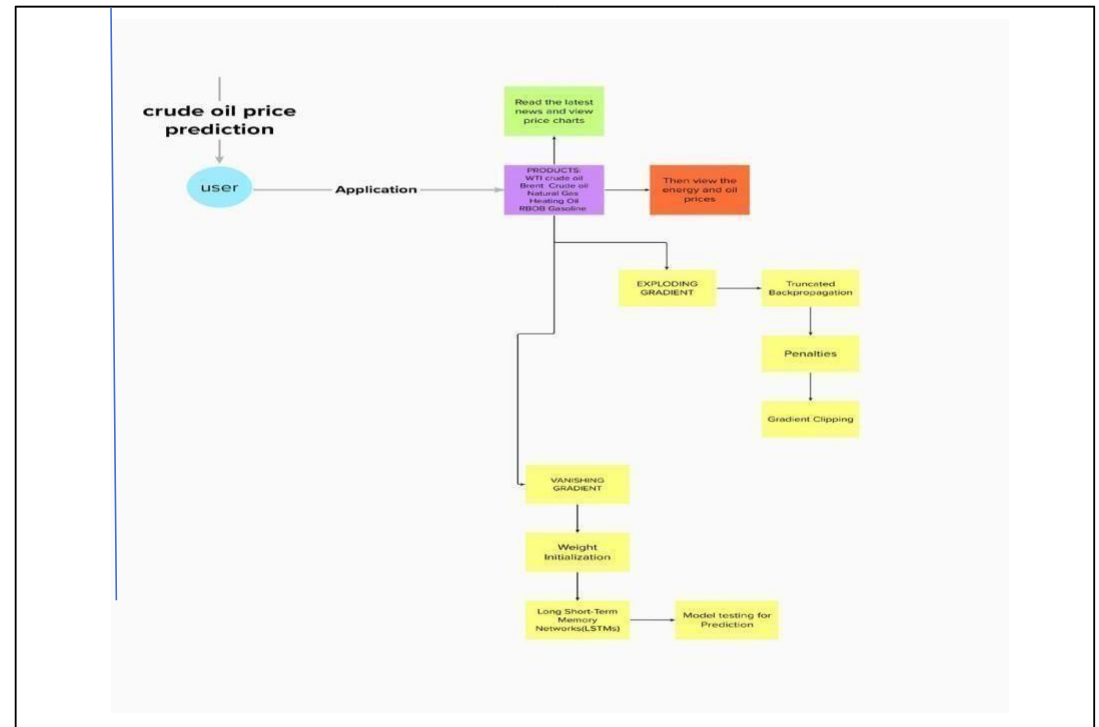 crude oil price
prediction
user
Application
Read the latest
news and view
price charts
PRODUCTS:
WTI crude oil
Brent Crude oil
Natural Gas
Heating Oil
RBOB Gasoline
Then view the
energy and oil
prices
EXPLODING
GRADIENT
Truncated
Backpropagation
Penalties
Gradient Clipping
VANISHING
GRADIENT
Weight
Initialization
Long Short-Term
Memory
Networks(LSTMs)
Model testing for
Prediction